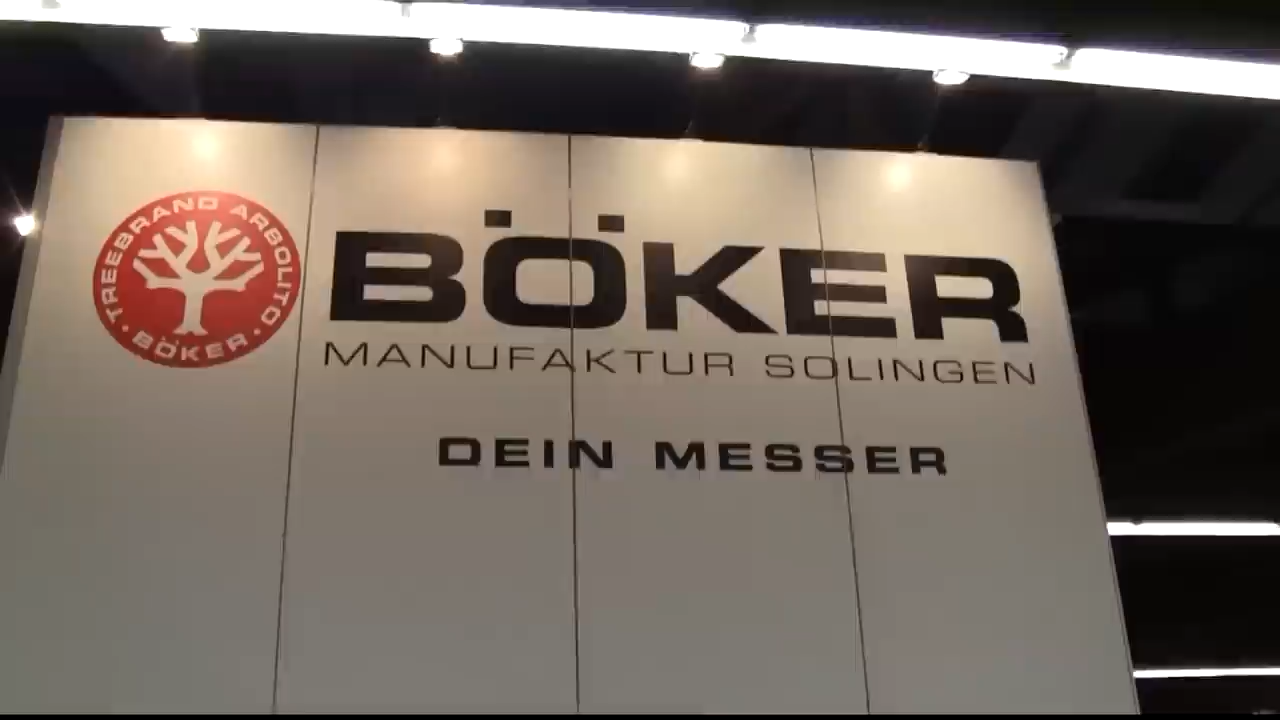 TREEBRAND ARBOLITO
· BÖKER ·
BÖKER
MANUFAKTUR SOLINGEN
DEIN MESSER